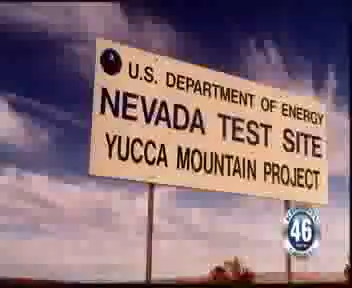 U.S. DEPARTMENT OF ENERGY
NEVADA TEST SITE
YUCCA MOUNTAIN PROJECT
46